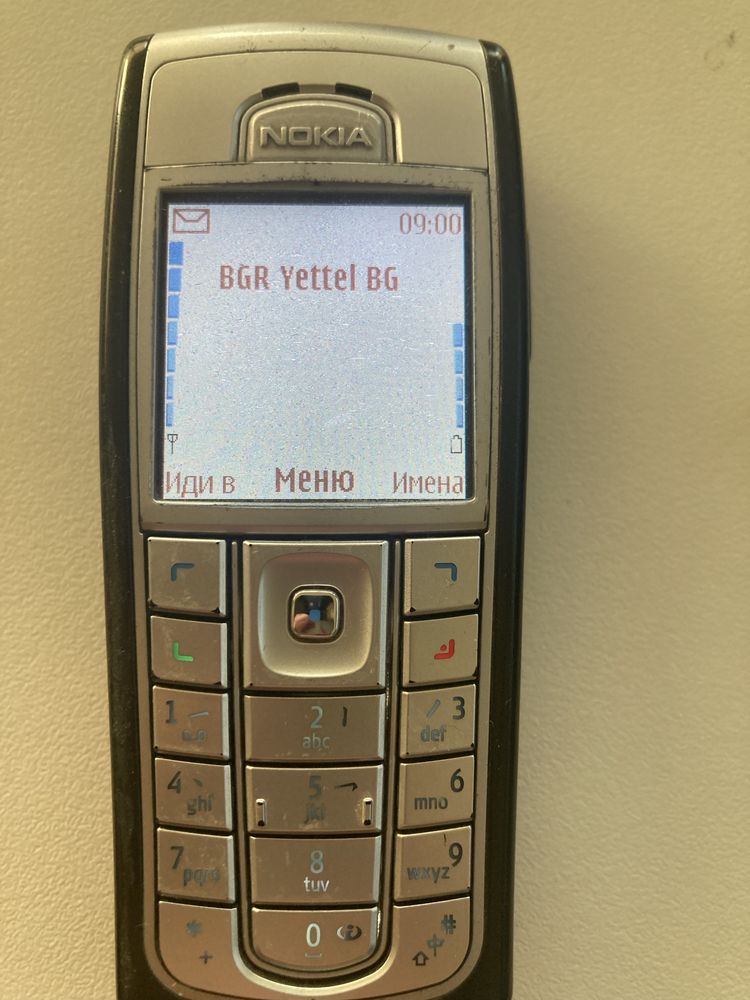 NOKIA
09:00
BGR Yettel BG
Иди в Меню Имена
1 2 3
abc def
4 5 6
ghi jkl mno
7 8 9
tuv wxyz
* 0 #
+